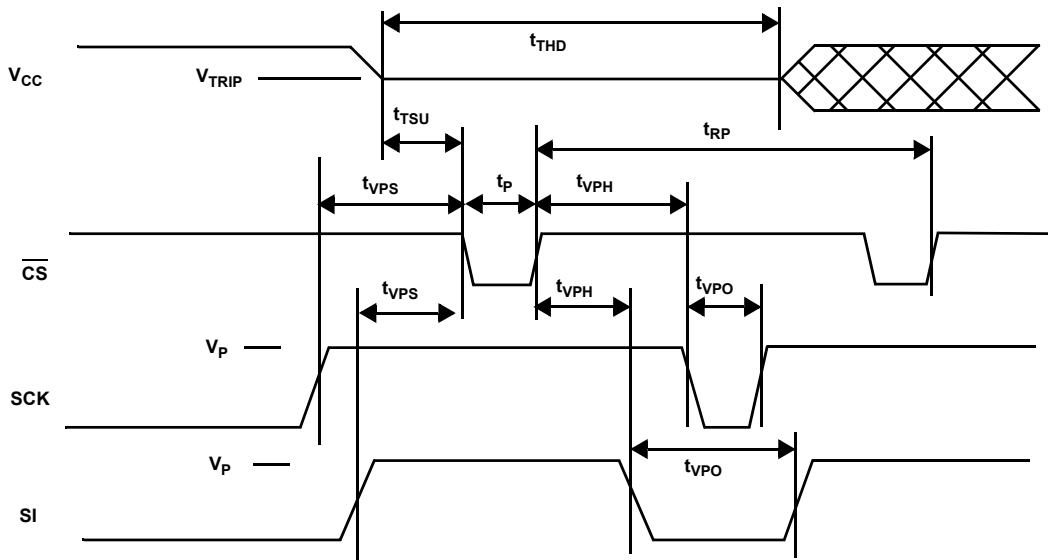 tTHD
VCC
VTRIP
tTSU
tRP
tVPS
tP
tVPH
CS
tVPS
tVPH
tVPO
VP
SCK
VP
tVPO
SI